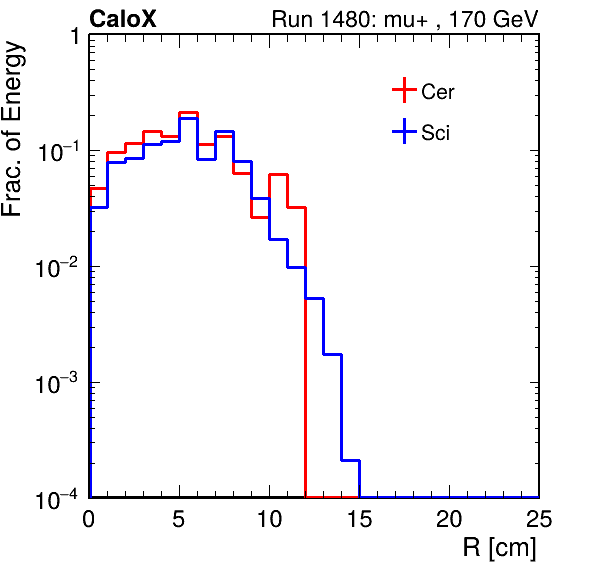 CaloX Run 1480: mu+ , 170 GeV
Frac. of Energy
1
10⁻¹
10⁻²
10⁻³
10⁻⁴
Cer
Sci
0 5 10 15 20 25
R [cm]